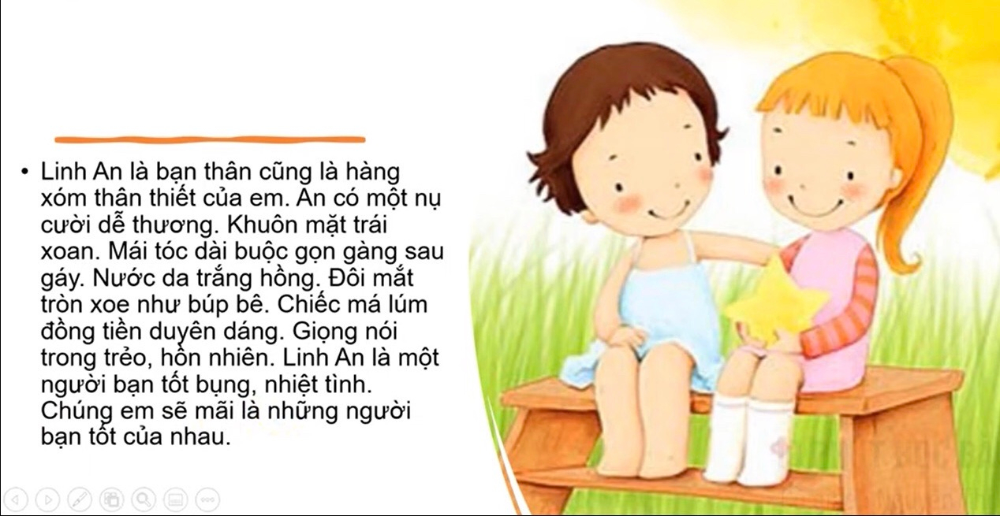 • Linh An là bạn thân cũng là hàng
xóm thân thiết của em. An có một nụ
cười dễ thương. Khuôn mặt trái
xoan. Mái tóc dài buộc gọn gàng sau
gáy. Nước da trắng hồng. Đôi mắt
tròn xoe như búp bê. Chiếc má lúm
đồng tiền duyên dáng. Giọng nói
trong trẻo, hồn nhiên. Linh An là một
người bạn tốt bụng, nhiệt tình.
Chúng em sẽ mãi là những người
bạn tốt của nhau.